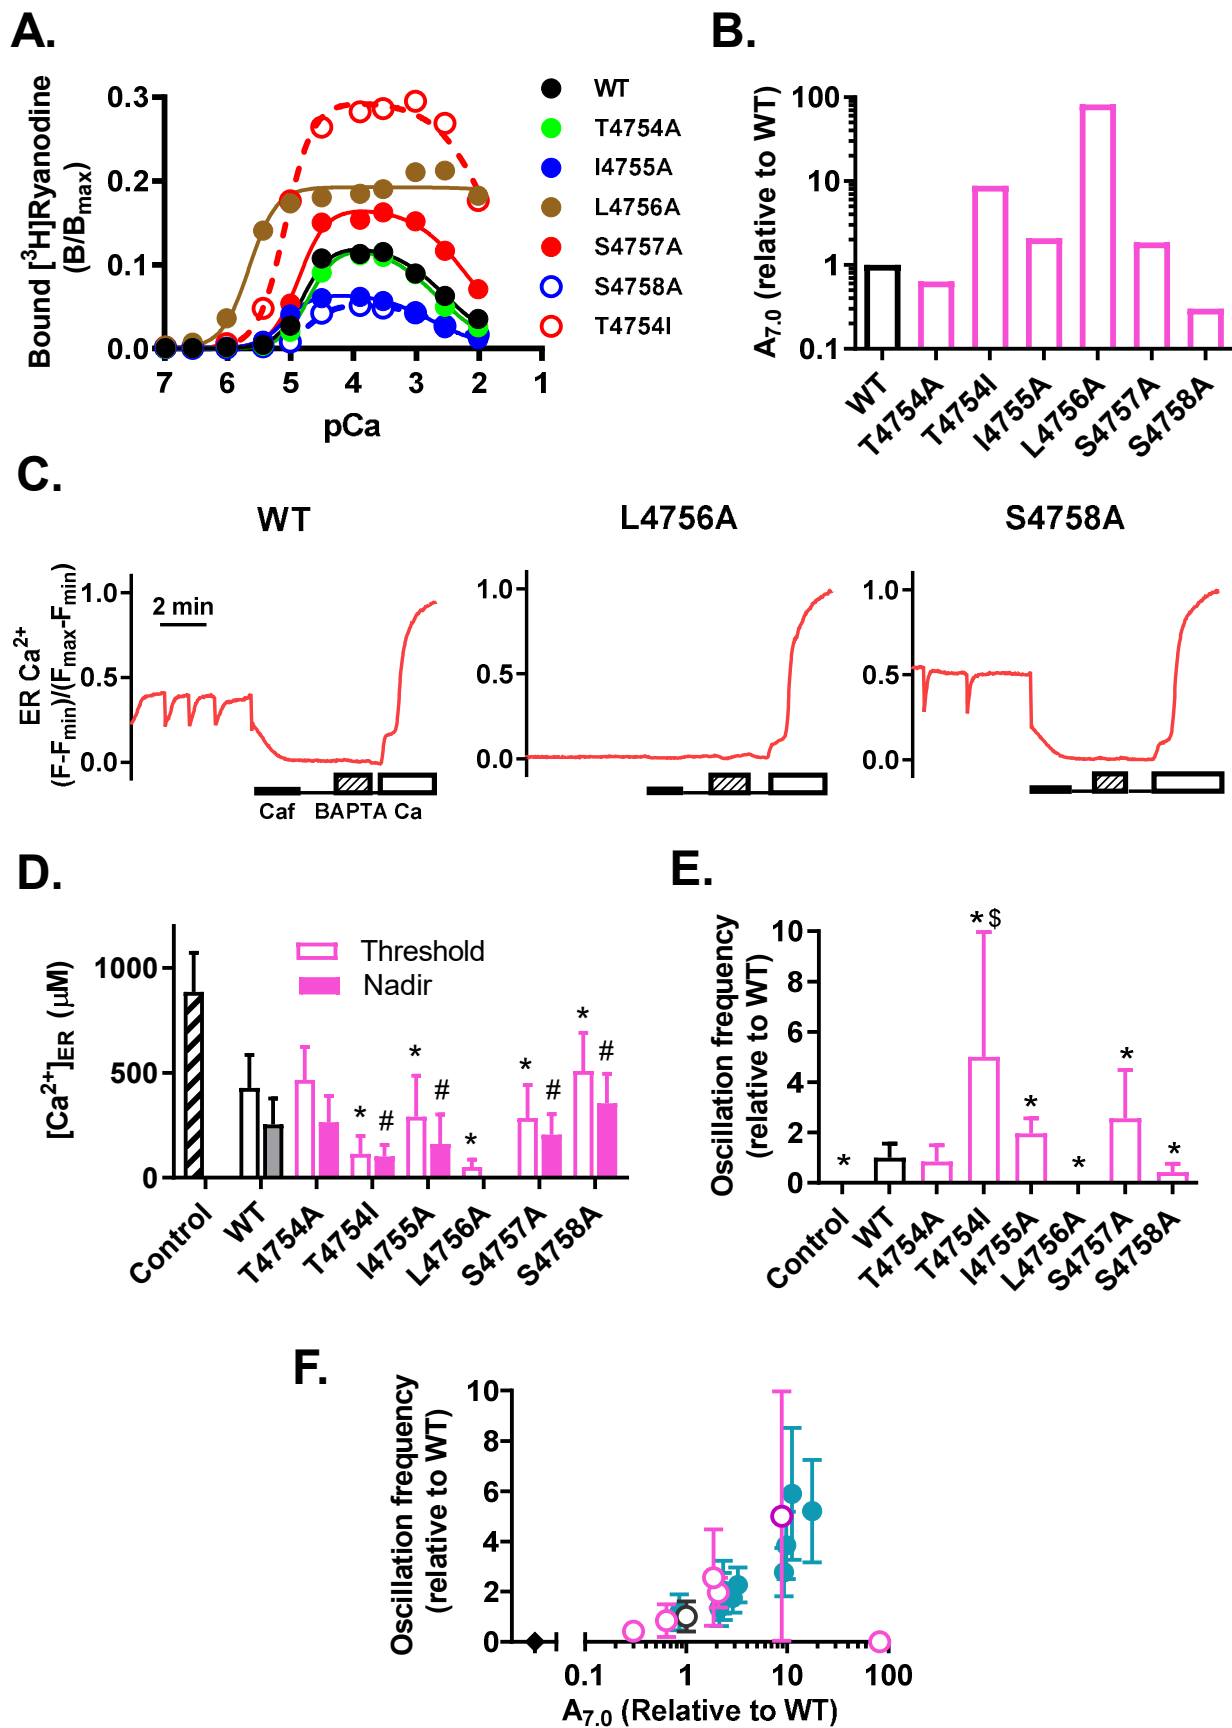 A.
Bound [³H]Ryanodine
(B/Bmax)
0.3
0.2
0.1
0.0
7 6 5 4 3 2 1
pCa
WT
T4754A
I4755A
L4756A
S4757A
S4758A
T4754I
B.
A7.0 (relative to WT)
100
10
1
0.1
WT T4754A T4754I I4755A L4756A S4757A S4758A
C.
WT
L4756A
S4758A
ER Ca2+
(F-Fmin)/(Fmax-Fmin)
1.0
0.5
0.0
2 min
Caf BAPTA Ca
1.0
0.5
0.0
1.0
0.5
0.0
D.
[Ca2+]ER (µM)
1000
500
0
Threshold
Nadir
* # * # * * # * #
Control WT T4754A T4754I I4755A L4756A S4757A S4758A
E.
Oscillation frequency
(relative to WT)
10
8
6
4
2
0
* *$ * * * *
Control WT T4754A T4754I I4755A L4756A S4757A S4758A
F.
Oscillation frequency
(relative to WT)
10
8
6
4
2
0
0.1 1 10 100
A7.0 (Relative to WT)